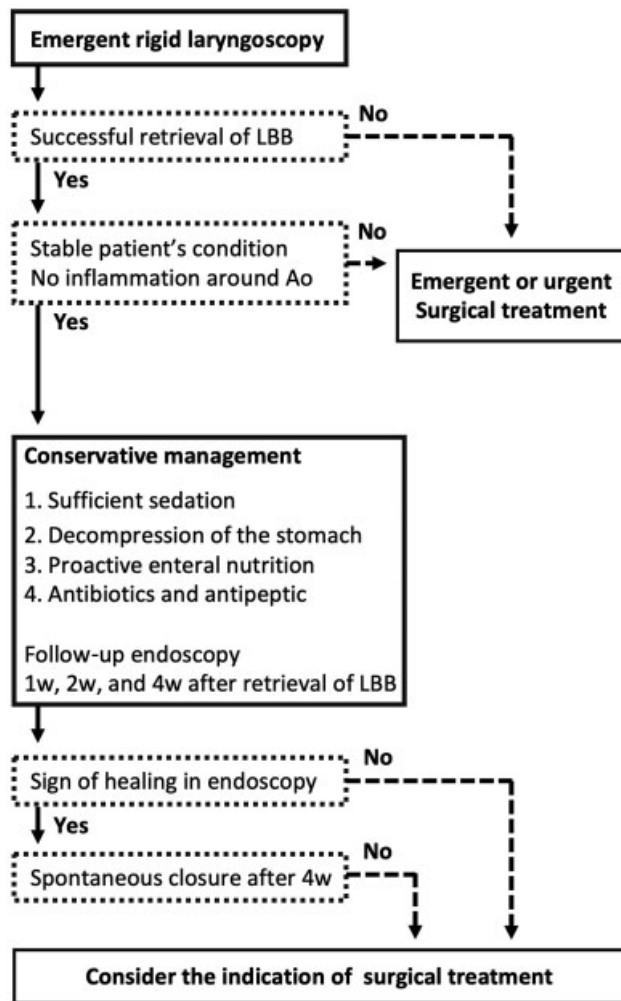 Emergent rigid laryngoscopy
No
Successful retrieval of LBB
Yes
Stable patient's condition
No inflammation around Ao
No
Yes
Emergent or urgent
Surgical treatment
Conservative management
1. Sufficient sedation
2. Decompression of the stomach
3. Proactive enteral nutrition
4. Antibiotics and antipeptic
Follow-up endoscopy
1w, 2w, and 4w after retrieval of LBB
No
Sign of healing in endoscopy
Yes
No
Spontaneous closure after 4w
Consider the indication of surgical treatment